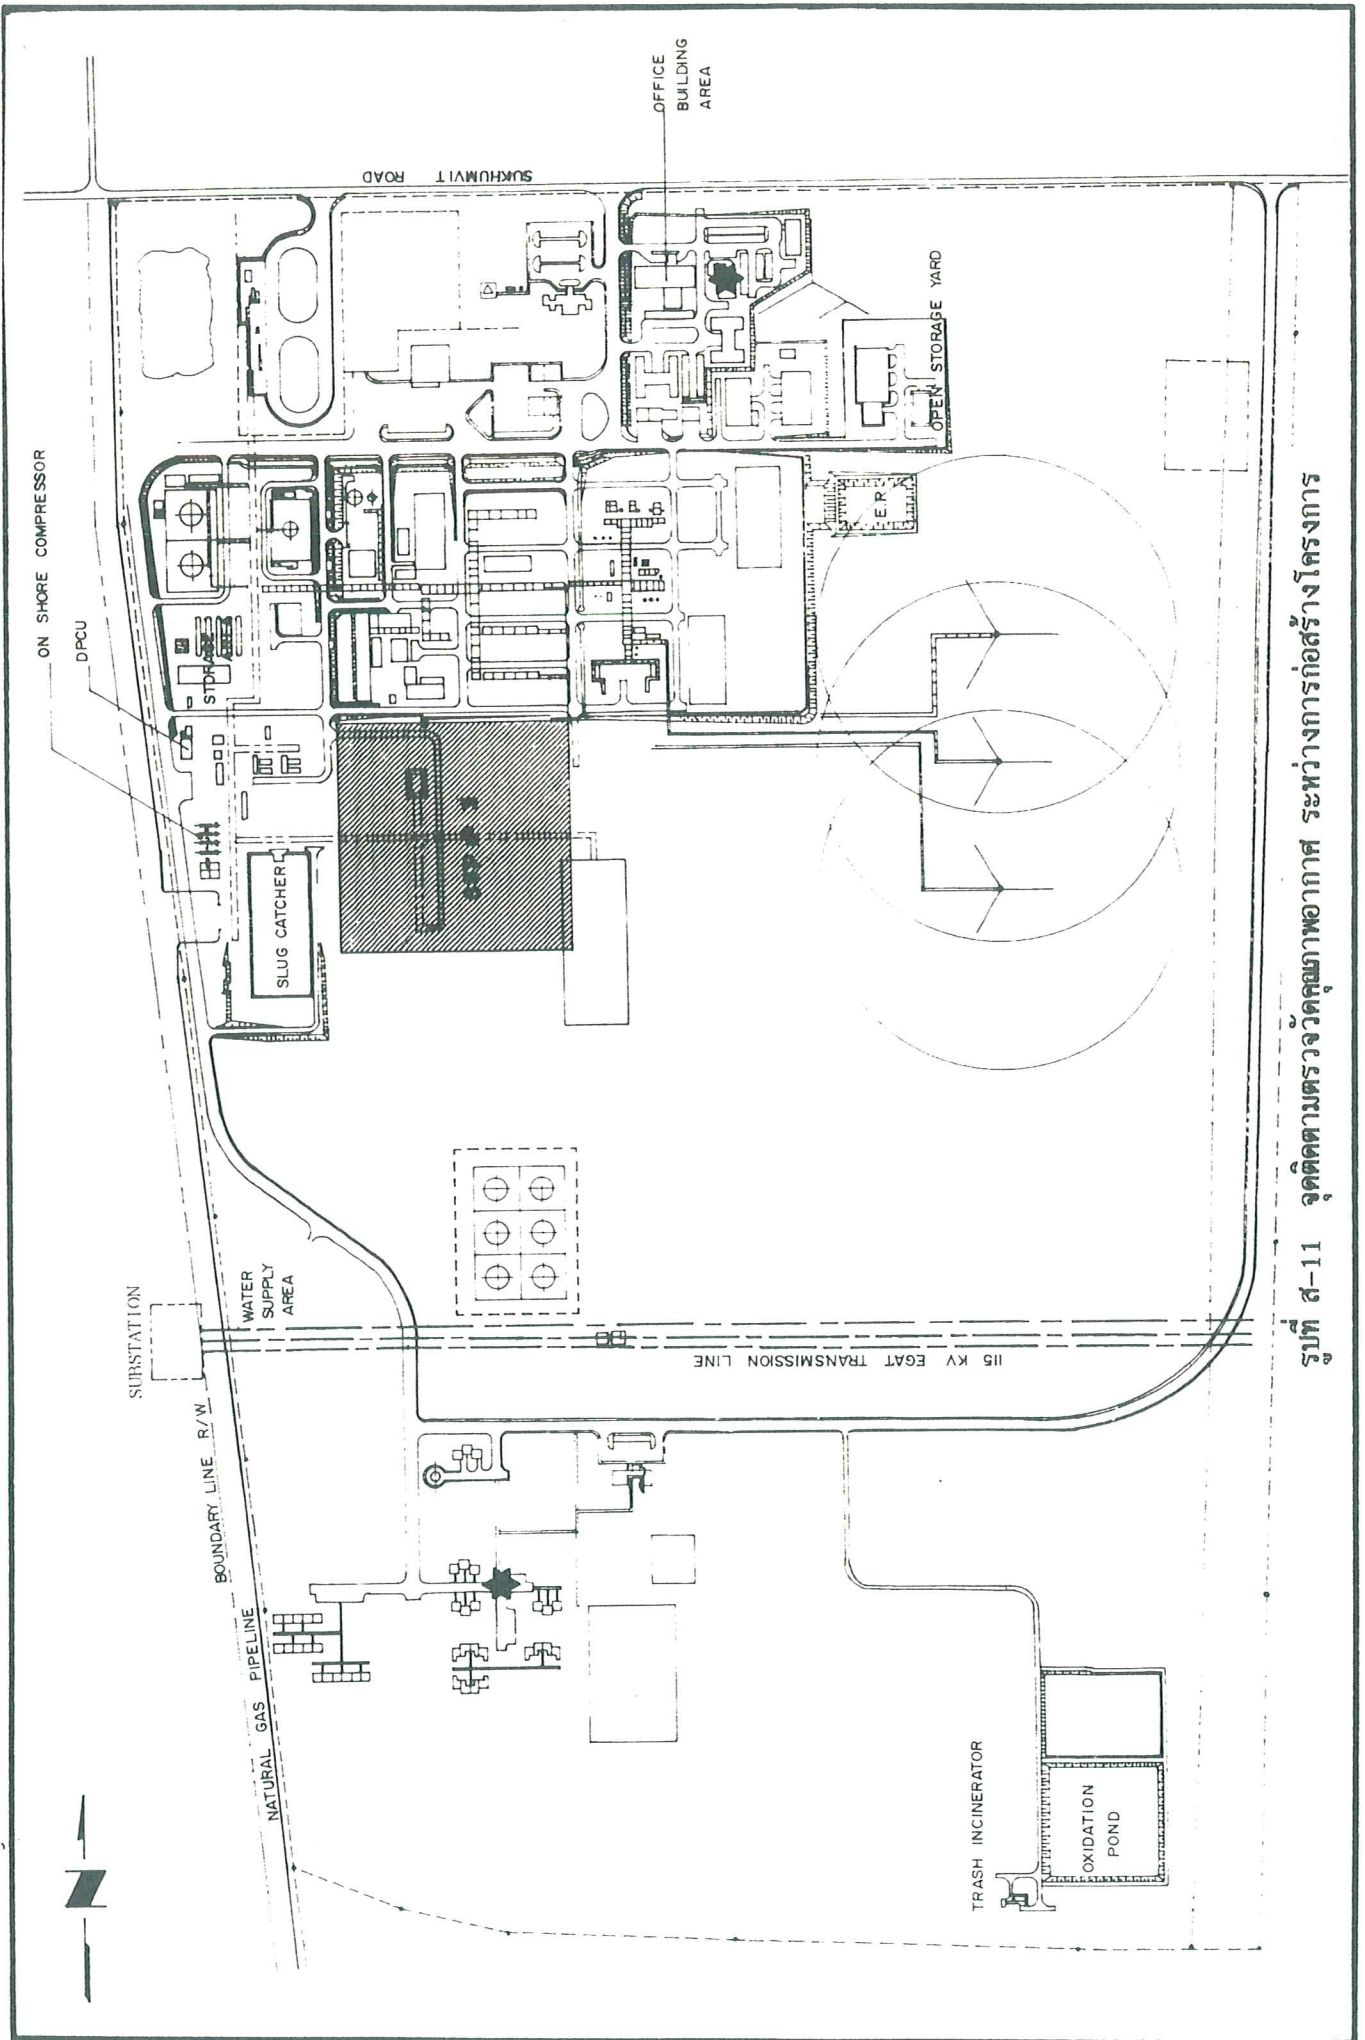 ON SHORE COMPRESSOR
DPCU
SUKHUMVIT ROAD
OFFICE
BUILDING
AREA
STORAGE
AREA
OPEN STORAGE YARD
SLUG CATCHER
SUBSTATION
WATER
SUPPLY
AREA
BOUNDARY LINE R/W
115 KV EGAT TRANSMISSION LINE
NATURAL GAS PIPELINE
N
TRASH INCINERATOR
OXIDATION
POND
รูปที่ ส-11 จุดติดตามตรวจวัดคุณภาพอากาศ ระหว่างการก่อสร้างโครงการ